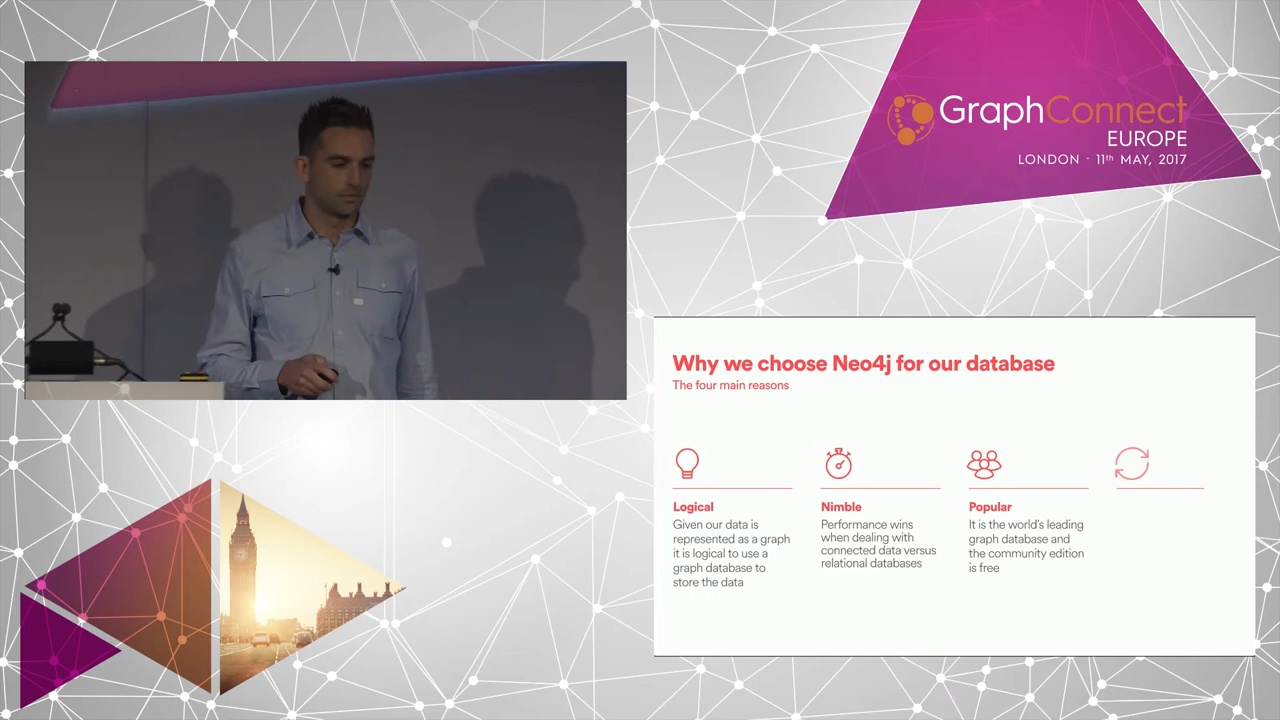 GraphConnect
EUROPE
LONDON · 11th MAY, 2017
Why we choose Neo4j for our database
The four main reasons
Logical
Given our data is
represented as a graph
it is logical to use a
graph database to
store the data
Nimble
Performance wins
when dealing with
connected data versus
relational databases
Popular
It is the world's leading
graph database and
the community edition
is free